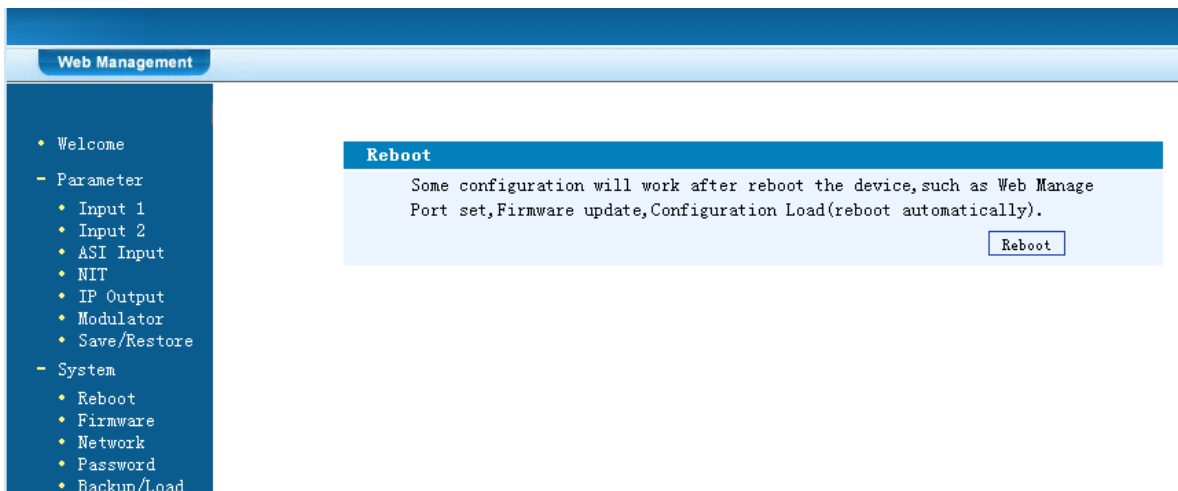 Web Management
Welcome
Parameter
Input 1
Input 2
ASI Input
NIT
IP Output
Modulator
Save/Restore
System
Reboot
Firmware
Network
Password
Backup/Load
Reboot
Some configuration will work after reboot the device,such as Web Manage
Port set,Firmware update,Configuration Load(reboot automatically).
Reboot